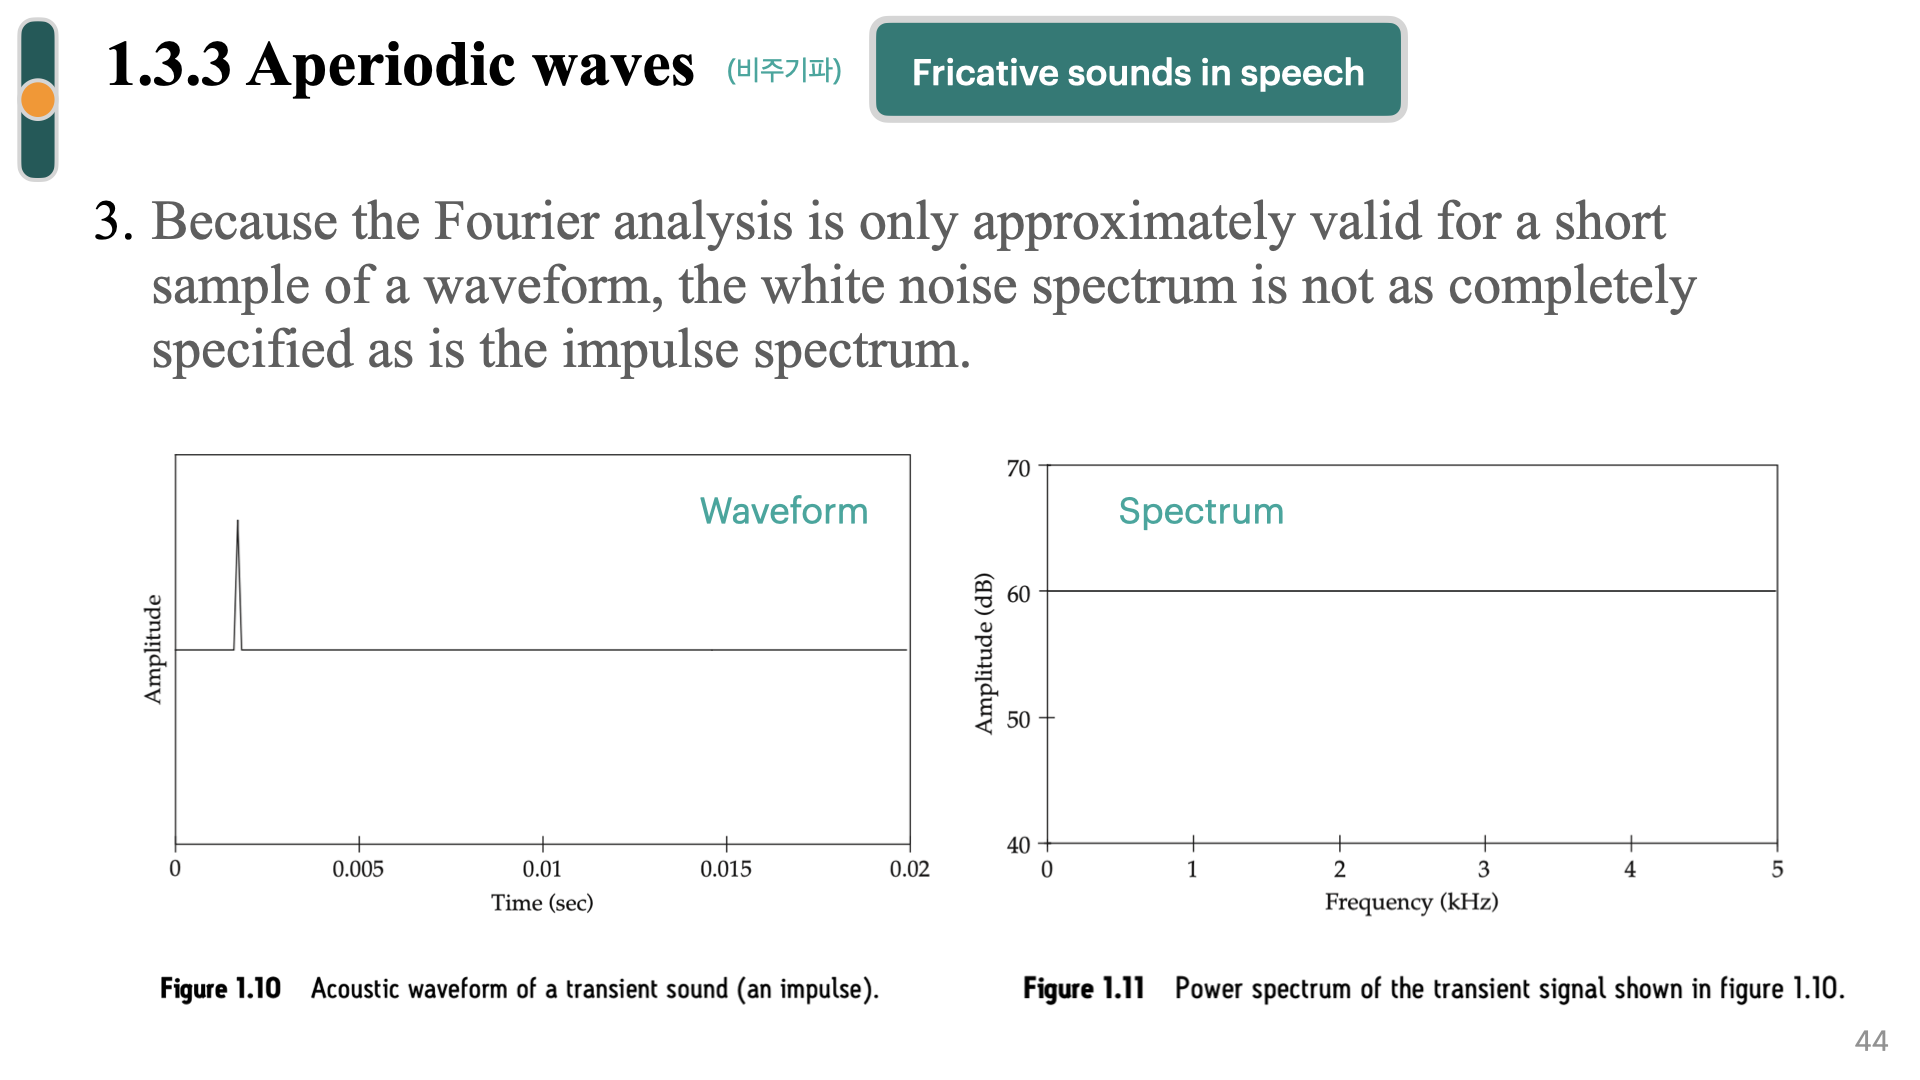 1.3.3 Aperiodic waves (비주기파) Fricative sounds in speech
3. Because the Fourier analysis is only approximately valid for a short
sample of a waveform, the white noise spectrum is not as completely
specified as is the impulse spectrum.
Waveform
Amplitude
0 0.005 0.01 0.015 0.02
Time (sec)
Figure 1.10 Acoustic waveform of a transient sound (an impulse).
Spectrum
Amplitude (dB)
70
60
50
40
0 1 2 3 4 5
Frequency (kHz)
Figure 1.11 Power spectrum of the transient signal shown in figure 1.10.
44